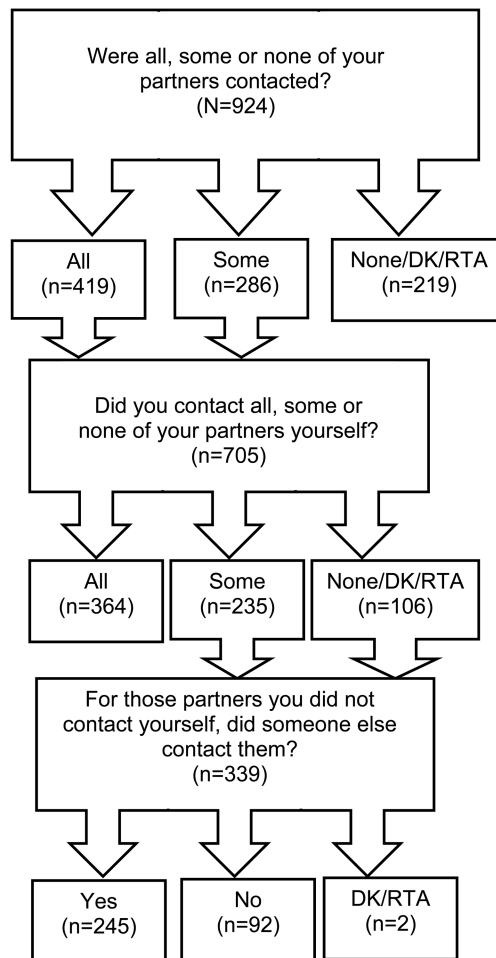 Were all, some or none of your
partners contacted?
(N=924)
All
(n=419)
Some
(n=286)
None/DK/RTA
(n=219)
Did you contact all, some or
none of your partners yourself?
(n=705)
All
(n=364)
Some
(n=235)
None/DK/RTA
(n=106)
For those partners you did not
contact yourself, did someone else
contact them?
(n=339)
Yes
(n=245)
No
(n=92)
DK/RTA
(n=2)